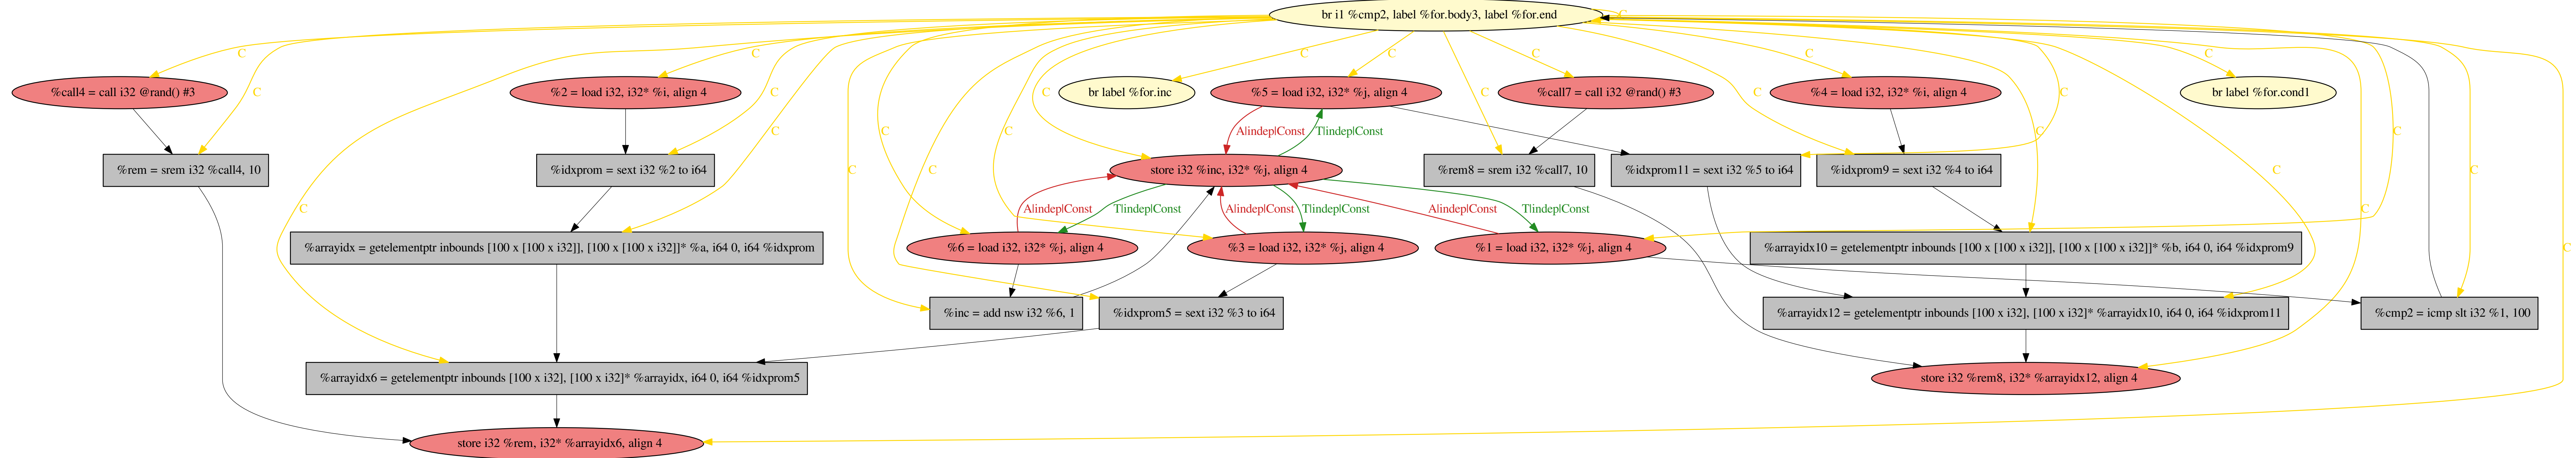 br i1 %cmp2, label %for.body3, label %for.end
C
C
C
C
C
C
C
%call4 = call i32 @rand() #3
%2 = load i32, i32* %i, align 4
br label %for.inc
%5 = load i32, i32* %j, align 4
%call7 = call i32 @rand() #3
%4 = load i32, i32* %i, align 4
br label %for.cond1
C
C
C
C
C
C
C
C
C
C
C
C
C
A|indep|Const
T|indep|Const
%rem = srem i32 %call4, 10
%idxprom = sext i32 %2 to i64
store i32 %inc, i32* %j, align 4
%rem8 = srem i32 %call7, 10
%idxprom11 = sext i32 %5 to i64
%idxprom9 = sext i32 %4 to i64
C
C
C
C
A|indep|Const
T|indep|Const
A|indep|Const
T|indep|Const
A|indep|Const
T|indep|Const
%arrayidx = getelementptr inbounds [100 x [100 x i32]], [100 x [100 x i32]]* %a, i64 0, i64 %idxprom
%6 = load i32, i32* %j, align 4
%3 = load i32, i32* %j, align 4
%1 = load i32, i32* %j, align 4
%arrayidx10 = getelementptr inbounds [100 x [100 x i32]], [100 x [100 x i32]]* %b, i64 0, i64 %idxprom9
C
%inc = add nsw i32 %6, 1
%idxprom5 = sext i32 %3 to i64
%arrayidx12 = getelementptr inbounds [100 x i32], [100 x i32]* %arrayidx10, i64 0, i64 %idxprom11
%cmp2 = icmp slt i32 %1, 100
%arrayidx6 = getelementptr inbounds [100 x i32], [100 x i32]* %arrayidx, i64 0, i64 %idxprom5
store i32 %rem8, i32* %arrayidx12, align 4
store i32 %rem, i32* %arrayidx6, align 4